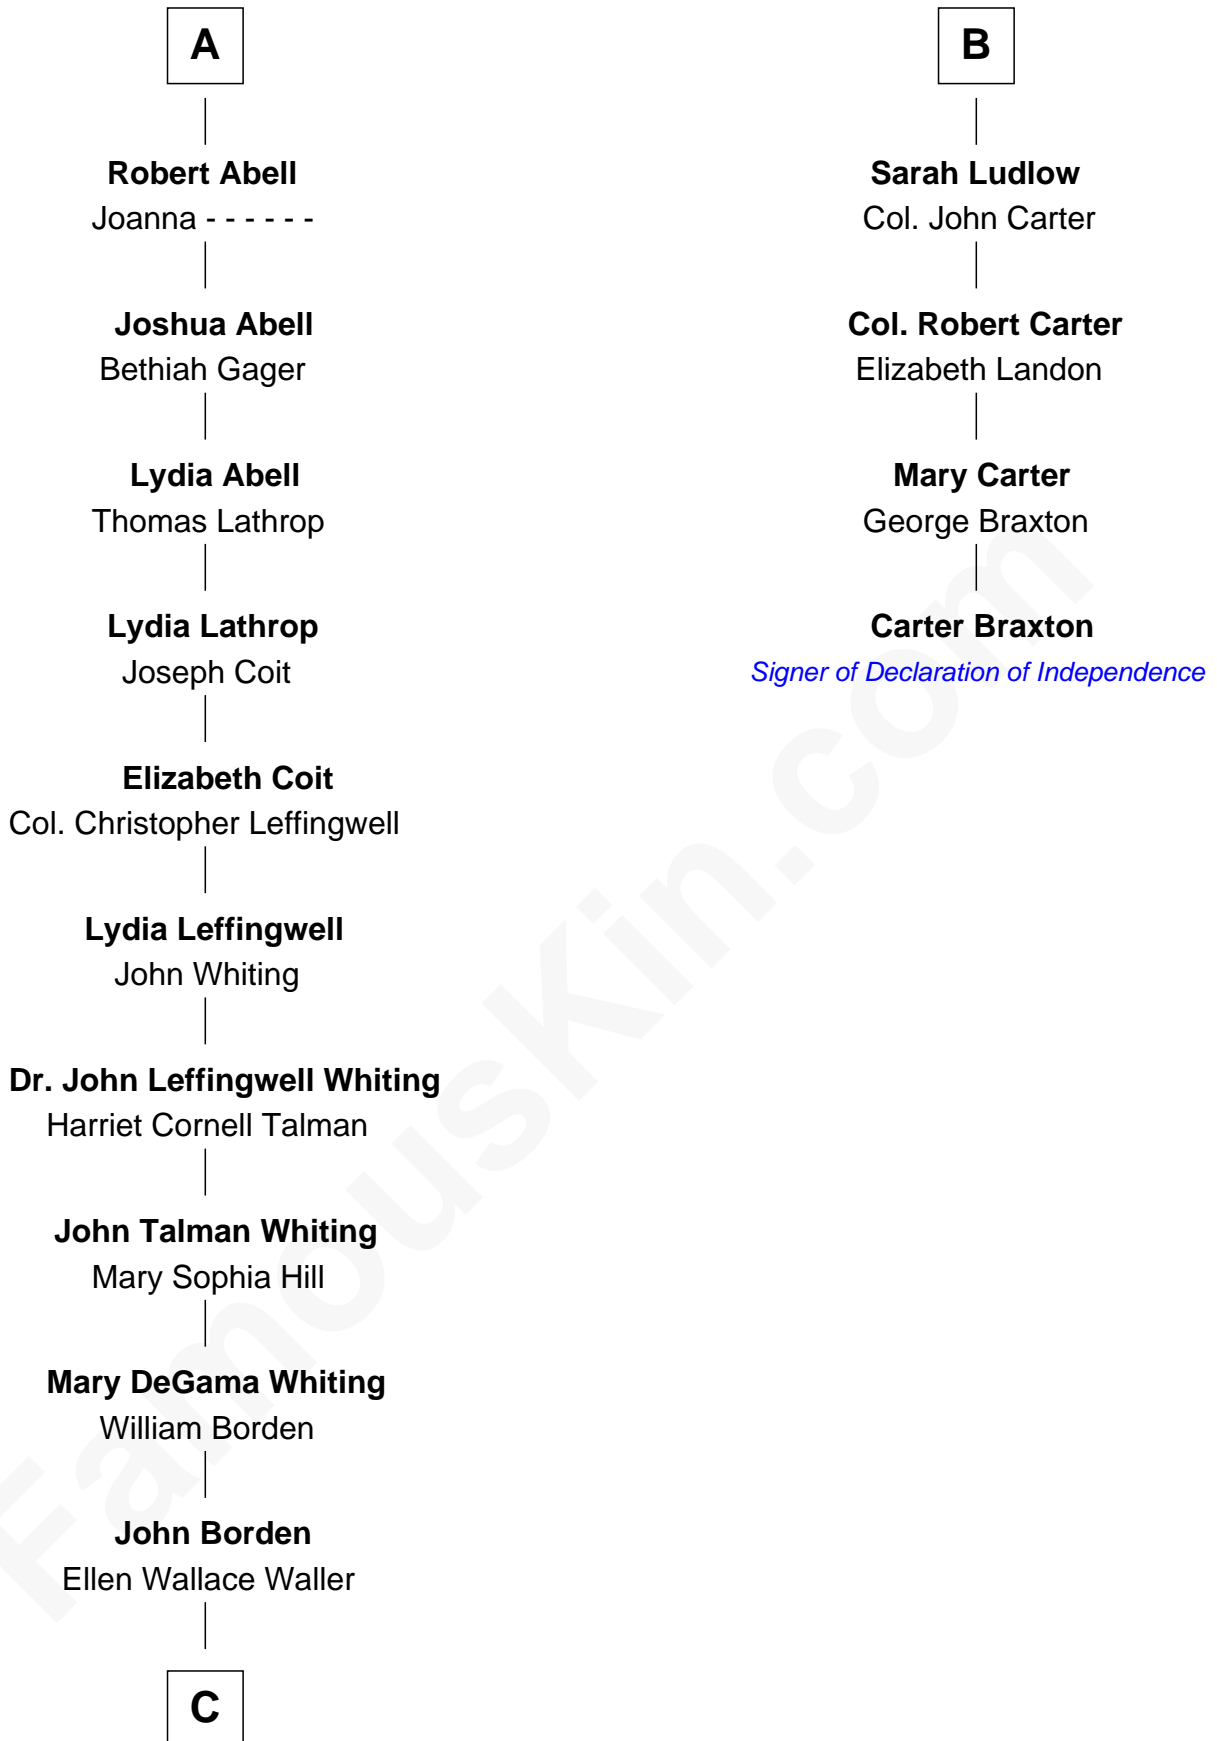 A
Robert Abell
Joanna - - - - - -
Joshua Abell
Bethiah Gager
Lydia Abell
Thomas Lathrop
Lydia Lathrop
Joseph Coit
Elizabeth Coit
Col. Christopher Leffingwell
Lydia Leffingwell
John Whiting
Dr. John Leffingwell Whiting
Harriet Cornell Talman
John Talman Whiting
Mary Sophia Hill
Mary DeGama Whiting
William Borden
John Borden
Ellen Wallace Waller
C
B
Sarah Ludlow
Col. John Carter
Col. Robert Carter
Elizabeth Landon
Mary Carter
George Braxton
Carter Braxton
Signer of Declaration of Independence
FamousKin.com